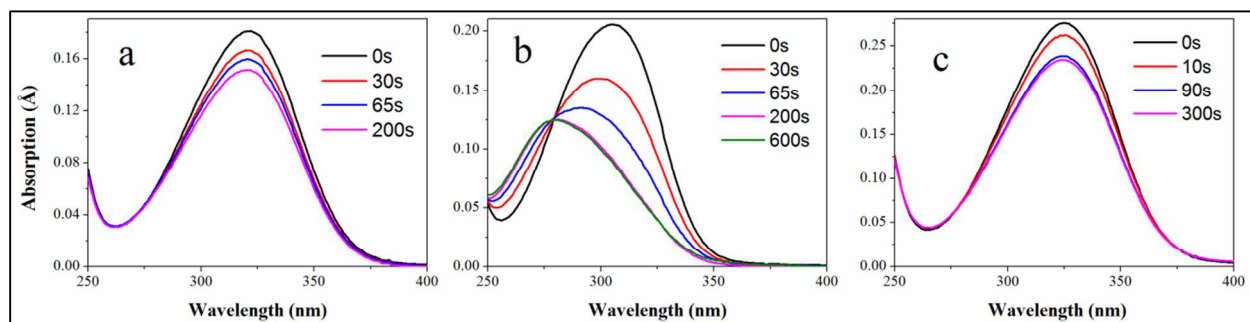 a
0s
30s
65s
200s
0.16
0.12
0.08
0.04
0.00
250
300
350
400
Absorption (Å)
Wavelength (nm)
b
0s
30s
65s
200s
600s
0.20
0.15
0.10
0.05
0.00
250
300
350
400
Wavelength (nm)
c
0s
10s
90s
300s
0.25
0.20
0.15
0.10
0.05
0.00
250
300
350
400
Wavelength (nm)